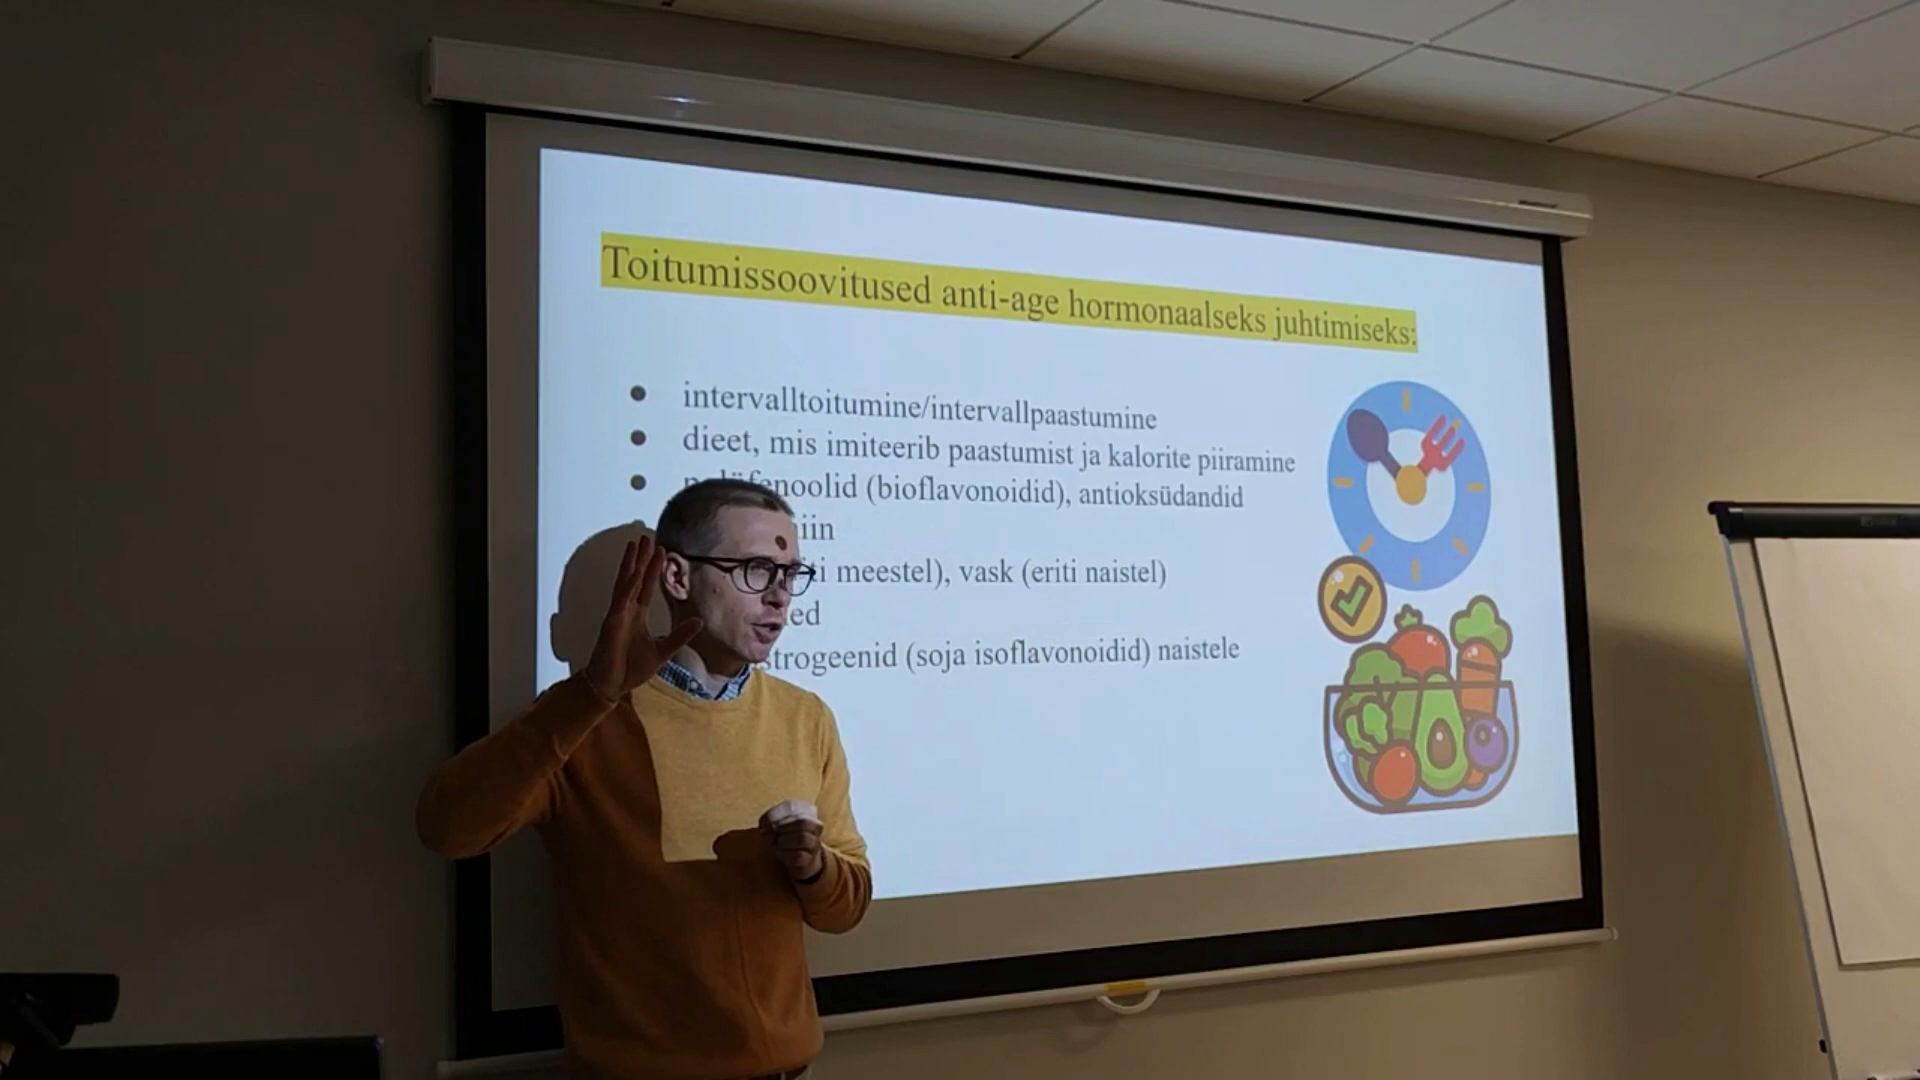 Toitumissoovitused anti-age hormonaalseks juhtimiseks:
intervalltoitumine/intervallpaastumine
dieet, mis imiteerib paastumist ja kalorite piiramine
(bioflavonoidid), antioksüdandid
meestel), vask (eriti naistel)
(soja isoflavonoidid) naistele